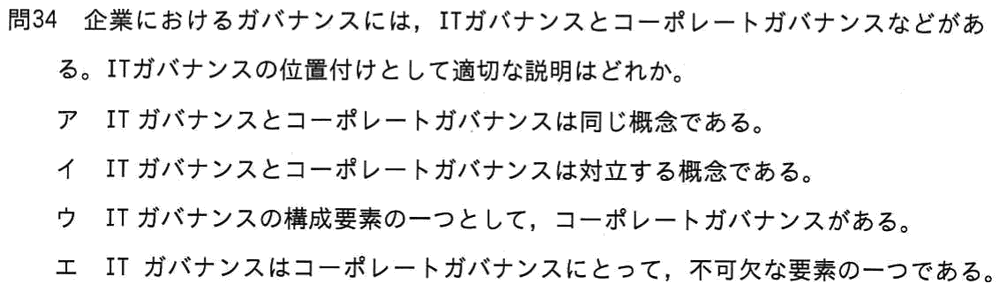 問34　企業におけるガバナンスには，ITガバナンスとコーポレートガバナンスなどがあ
る。ITガバナンスの位置付けとして適切な説明はどれか。
ア　IT ガバナンスとコーポレートガバナンスは同じ概念である。
イ　IT ガバナンスとコーポレートガバナンスは対立する概念である。
ウ　IT ガバナンスの構成要素の一つとして，コーポレートガバナンスがある。
エ　IT ガバナンスはコーポレートガバナンスにとって，不可欠な要素の一つである。